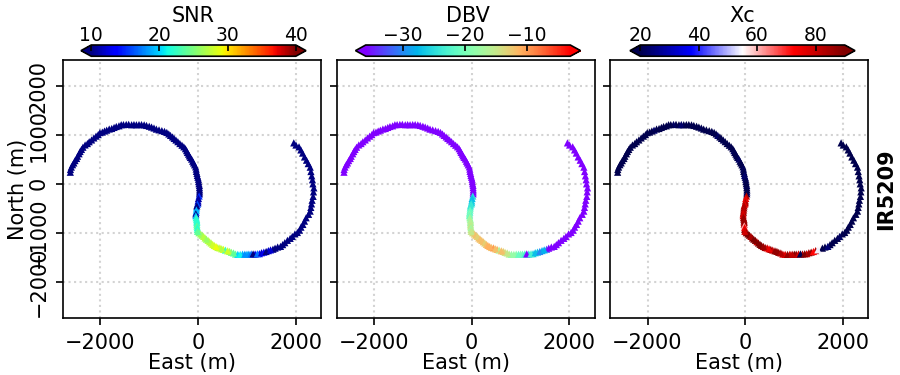 SNR DBV Xc
10 20 30 40 −30 −20 −10 20 40 60 80
North (m)
2000
1000
0
−1000
−2000
IR5209
−2000 0 2000 −2000 0 2000 −2000 0 2000
East (m) East (m) East (m)